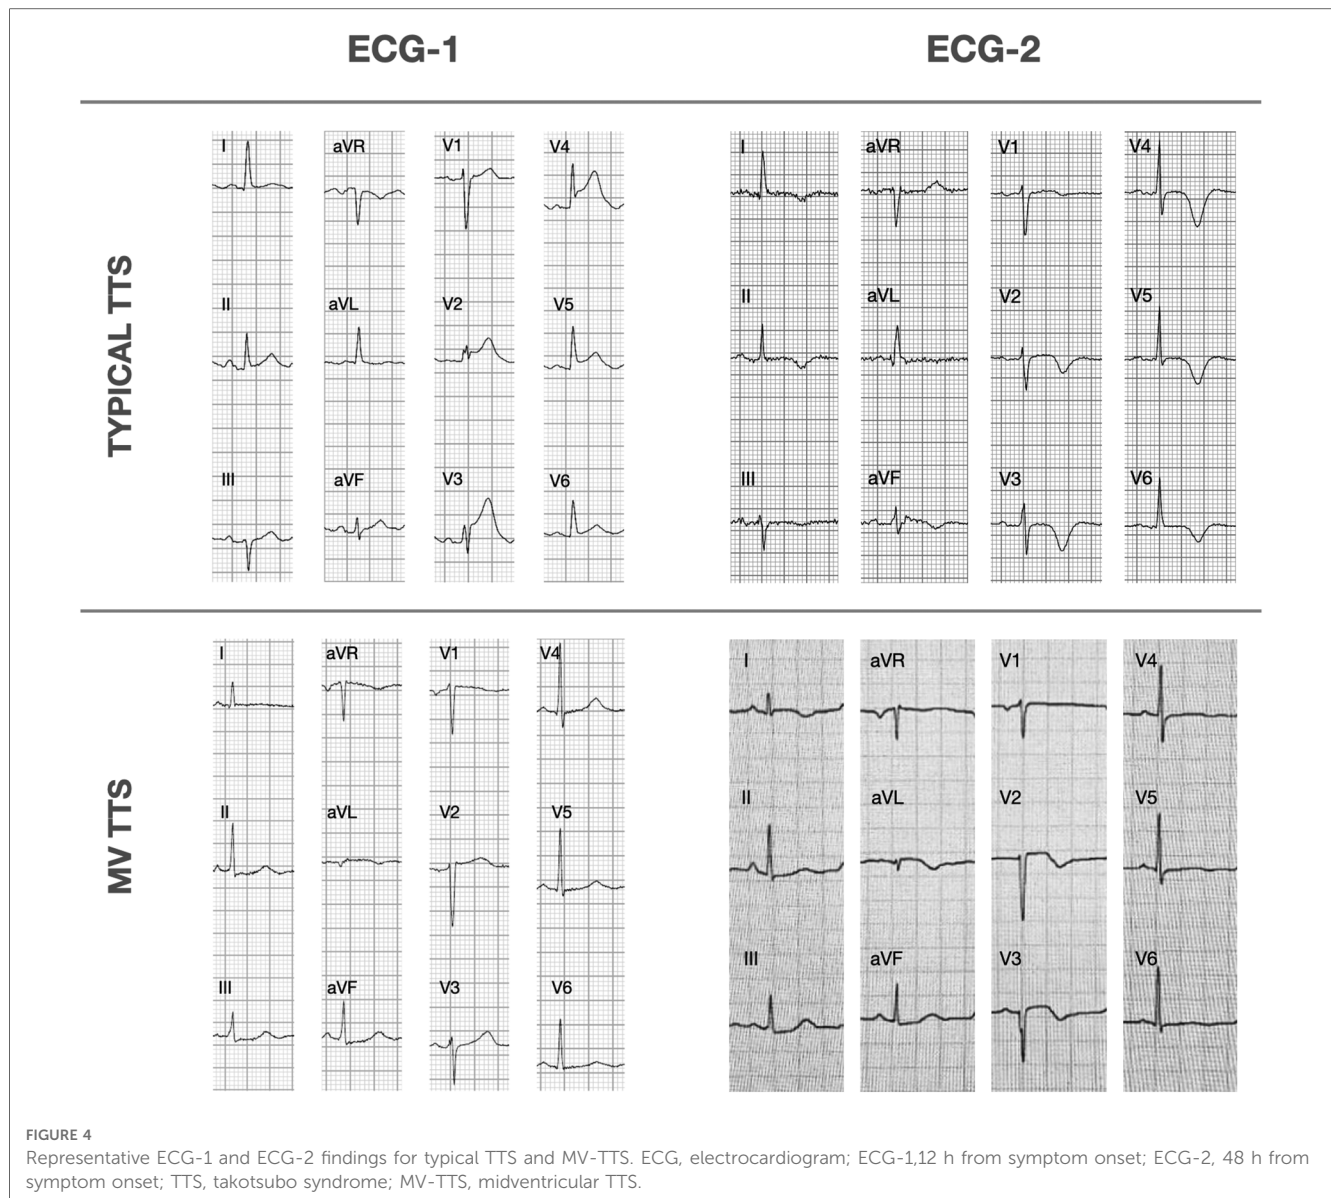 ECG-1
ECG-2
TYPICAL TTS
I
aVR
V1
V4
I
aVR
V1
V4
II
aVL
V2
V5
II
aVL
V2
V5
III
aVF
V3
V6
III
aVF
V3
V6
MV TTS
I
aVR
V1
V4
I
aVR
V1
V4
II
aVL
V2
V5
II
aVL
V2
V5
III
aVF
V3
V6
III
aVF
V3
V6
FIGURE 4
Representative ECG-1 and ECG-2 findings for typical TTS and MV-TTS. ECG, electrocardiogram; ECG-1,12 h from symptom onset; ECG-2, 48 h from
symptom onset; TTS, takotsubo syndrome; MV-TTS, midventricular TTS.